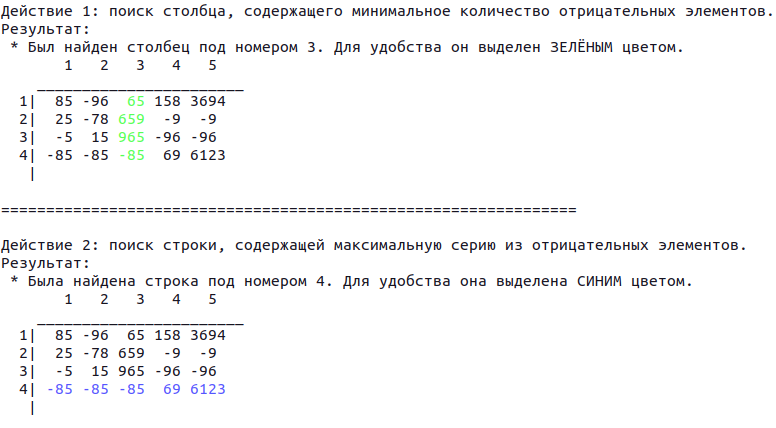 Действие 1: поиск столбца, содержащего минимальное количество отрицательных элементов.
Результат:
 * Был найден столбец под номером 3. Для удобства он выделен ЗЕЛЁНЫМ цветом.
       1   2   3   4   5
    _______________________
  1|  85 -96  65 158 3694
  2|  25 -78 659  -9  -9
  3|  -5  15 965 -96 -96
  4| -85 -85 -85  69 6123
   |
================================================================
Действие 2: поиск строки, содержащей максимальную серию из отрицательных элементов.
Результат:
 * Была найдена строка под номером 4. Для удобства она выделена СИНИМ цветом.
       1   2   3   4   5
    _______________________
  1|  85 -96  65 158 3694
  2|  25 -78 659  -9  -9
  3|  -5  15 965 -96 -96
  4| -85 -85 -85  69 6123
   |